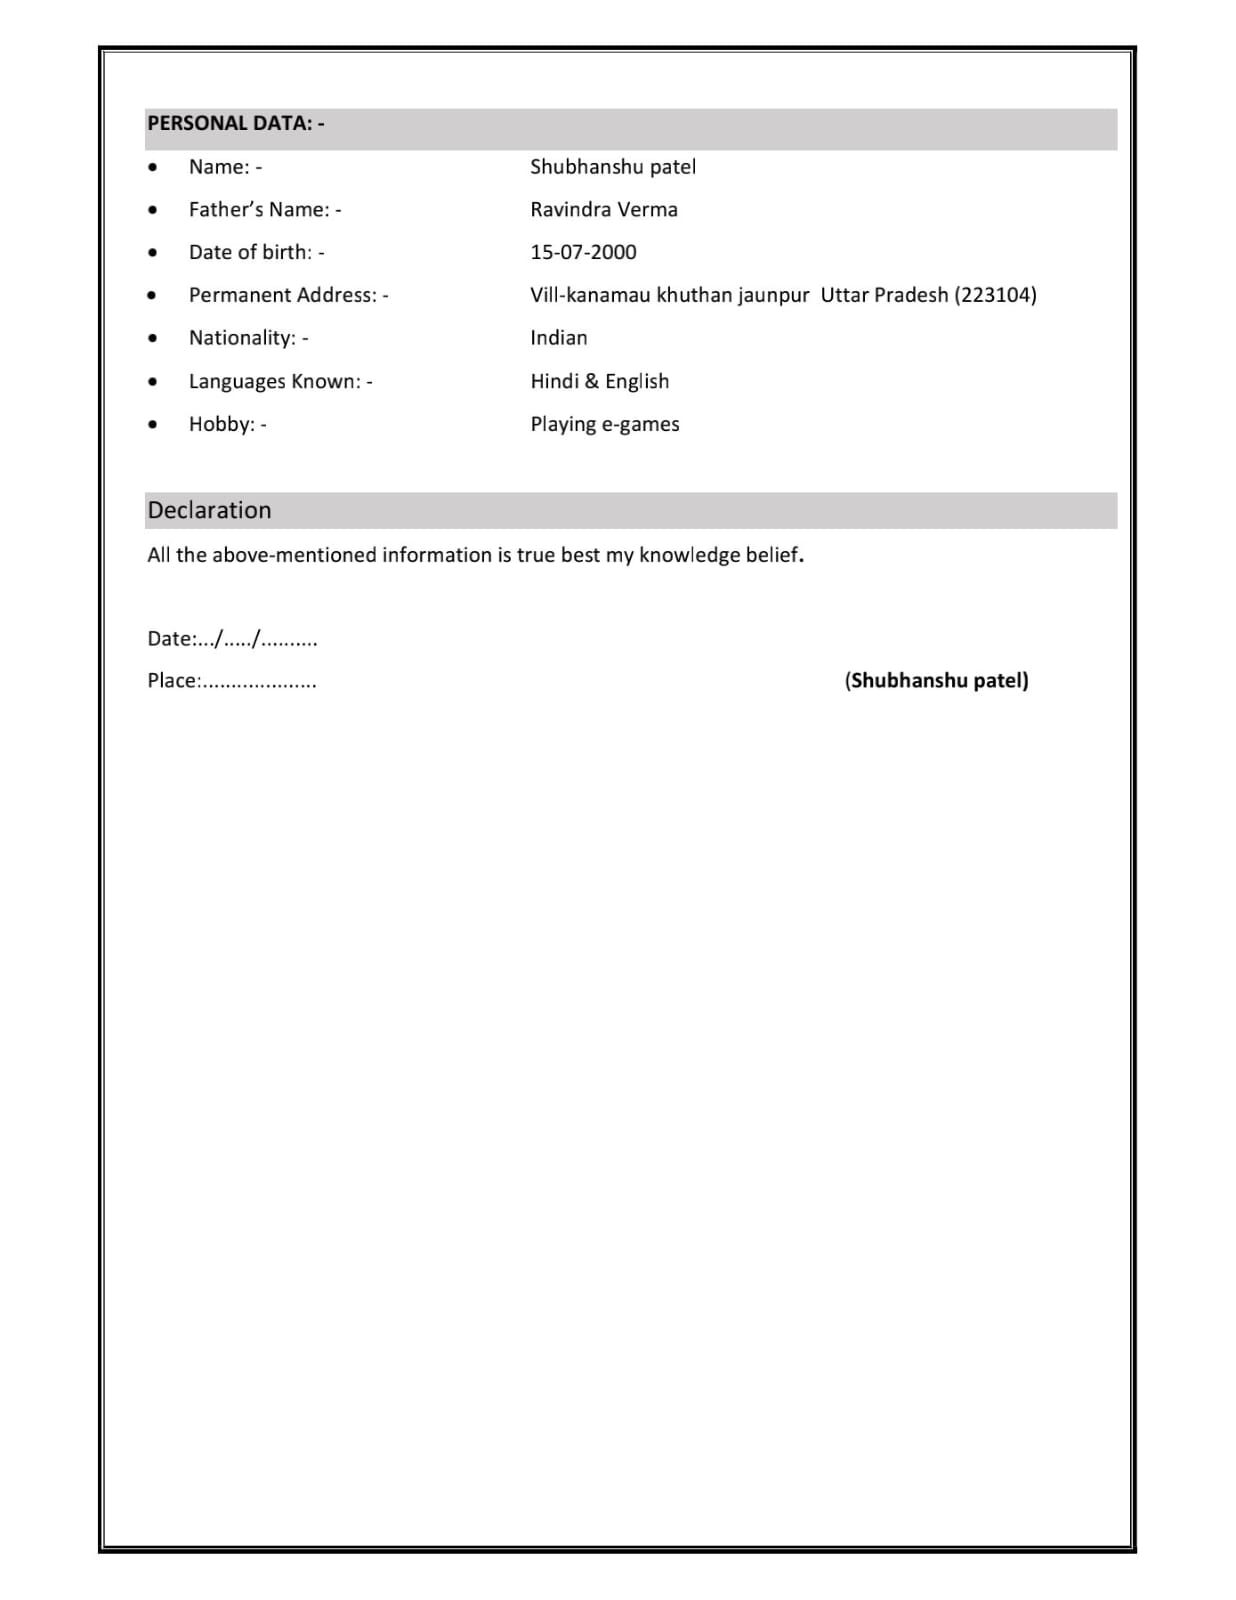 PERSONAL DATA: -
• Name: - Shubhanshu patel
• Father’s Name: - Ravindra Verma
• Date of birth: - 15-07-2000
• Permanent Address: - Vill-kanamau khuthan jaunpur  Uttar Pradesh (223104)
• Nationality: - Indian
• Languages Known: - Hindi & English
• Hobby: - Playing e-games
Declaration
All the above-mentioned information is true best my knowledge belief.
Date:.../...../..........
Place:.................... (Shubhanshu patel)